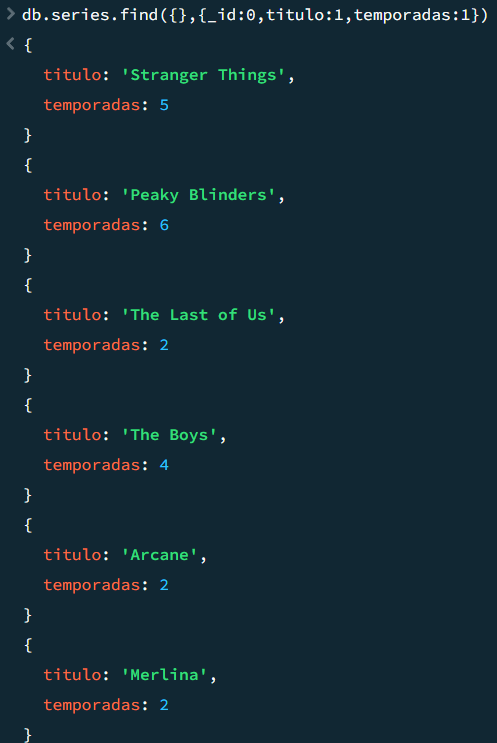 > db.series.find({},{_id:0,titulo:1,temporadas:1})
< {
titulo: 'Stranger Things',
temporadas: 5
}
{
titulo: 'Peaky Blinders',
temporadas: 6
}
{
titulo: 'The Last of Us',
temporadas: 2
}
{
titulo: 'The Boys',
temporadas: 4
}
{
titulo: 'Arcane',
temporadas: 2
}
{
titulo: 'Merlina',
temporadas: 2
}